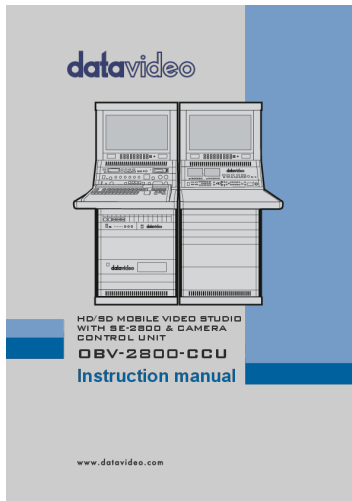 datavideo
HD/SD MOBILE VIDEO STUDIO
WITH SE-2800 & CAMERA
CONTROL UNIT
OBV-2800-CCU
Instruction manual
www.datavideo.com